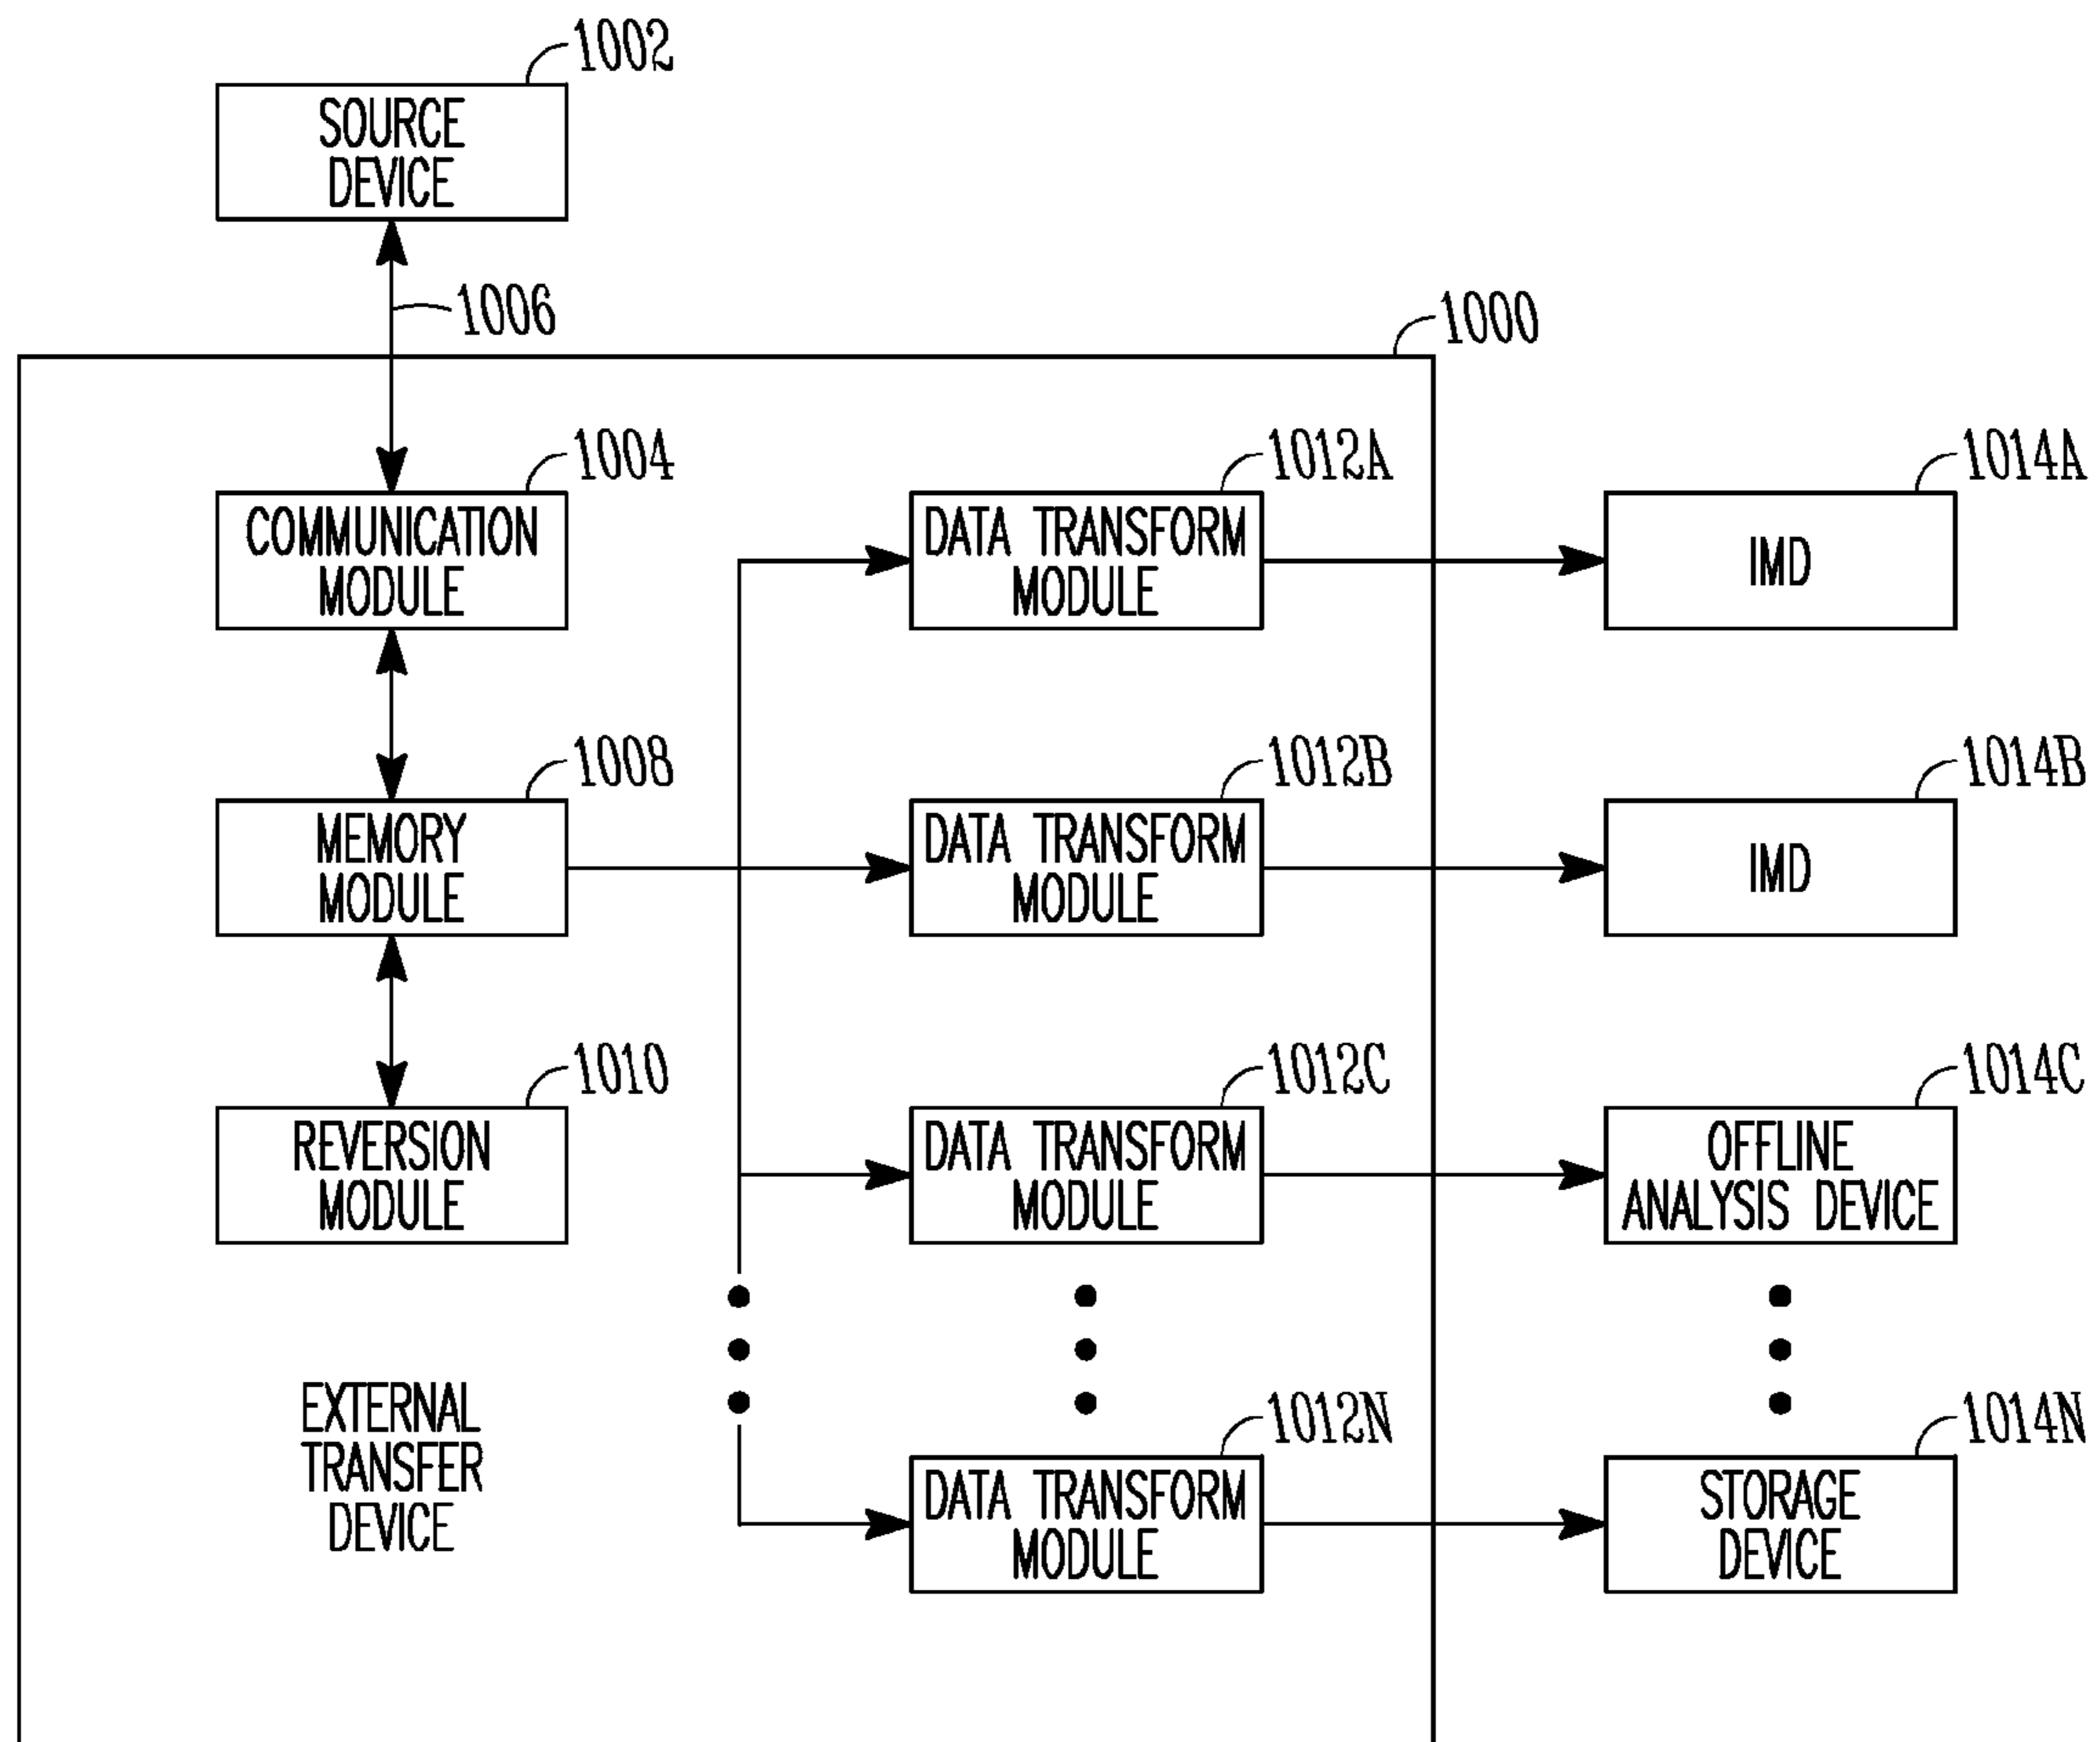 1002
SOURCE
DEVICE
1006
1000
1004
COMMUNICATION
MODULE
1012A
DATA TRANSFORM
MODULE
1014A
IMD
1008
MEMORY
MODULE
1012B
DATA TRANSFORM
MODULE
1014B
IMD
1010
REVERSION
MODULE
1012C
DATA TRANSFORM
MODULE
1014C
OFFLINE
ANALYSIS DEVICE
EXTERNAL
TRANSFER
DEVICE
1012N
DATA TRANSFORM
MODULE
1014N
STORAGE
DEVICE